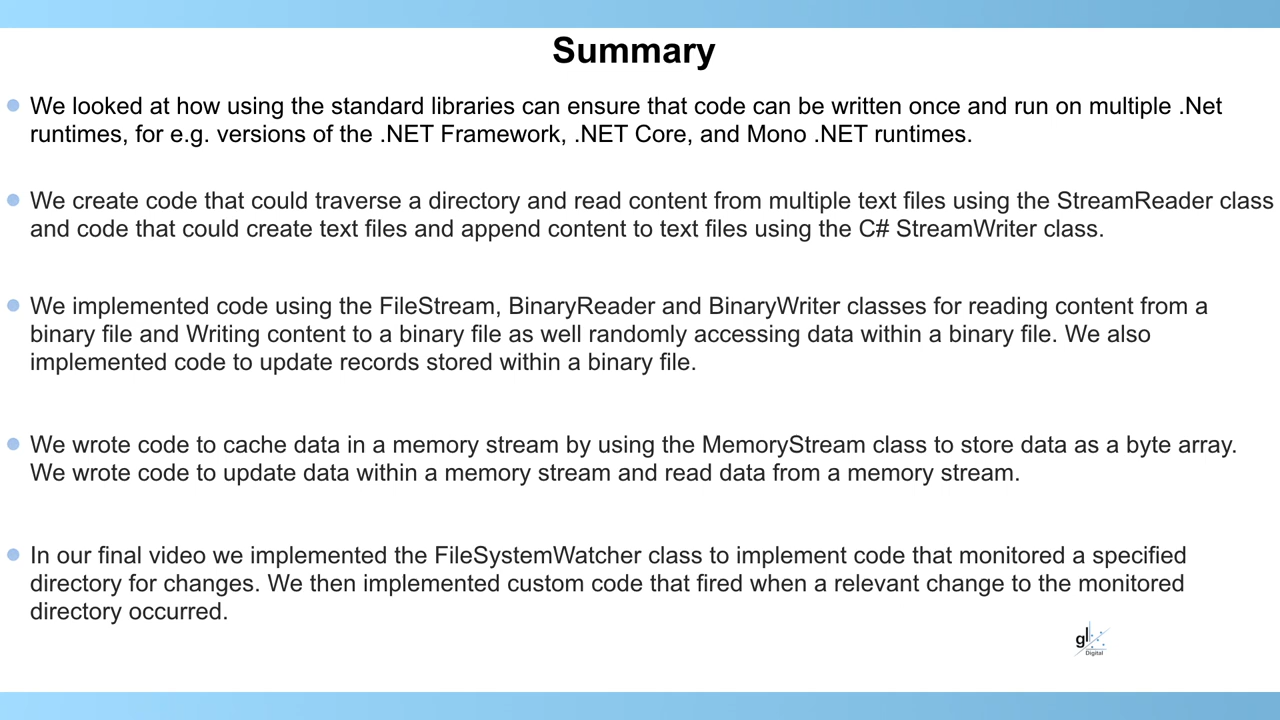 Summary
We looked at how using the standard libraries can ensure that code can be written once and run on multiple .Net
runtimes, for e.g. versions of the .NET Framework, .NET Core, and Mono .NET runtimes.
We create code that could traverse a directory and read content from multiple text files using the StreamReader class
and code that could create text files and append content to text files using the C# StreamWriter class.
We implemented code using the FileStream, BinaryReader and BinaryWriter classes for reading content from a
binary file and Writing content to a binary file as well randomly accessing data within a binary file. We also
implemented code to update records stored within a binary file.
We wrote code to cache data in a memory stream by using the MemoryStream class to store data as a byte array.
We wrote code to update data within a memory stream and read data from a memory stream.
In our final video we implemented the FileSystemWatcher class to implement code that monitored a specified
directory for changes. We then implemented custom code that fired when a relevant change to the monitored
directory occurred.
gl
Digital